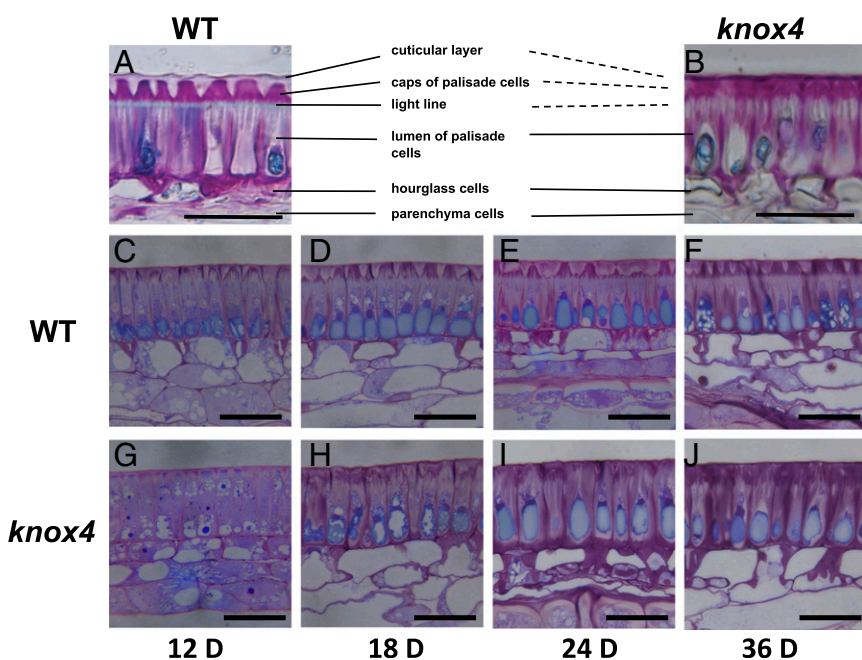 WT
knox4
A
cuticular layer
B
caps of palisade cells
light line
lumen of palisade
cells
hourglass cells
parenchyma cells
WT
C
D
E
F
knox4
G
H
I
J
12 D
18 D
24 D
36 D